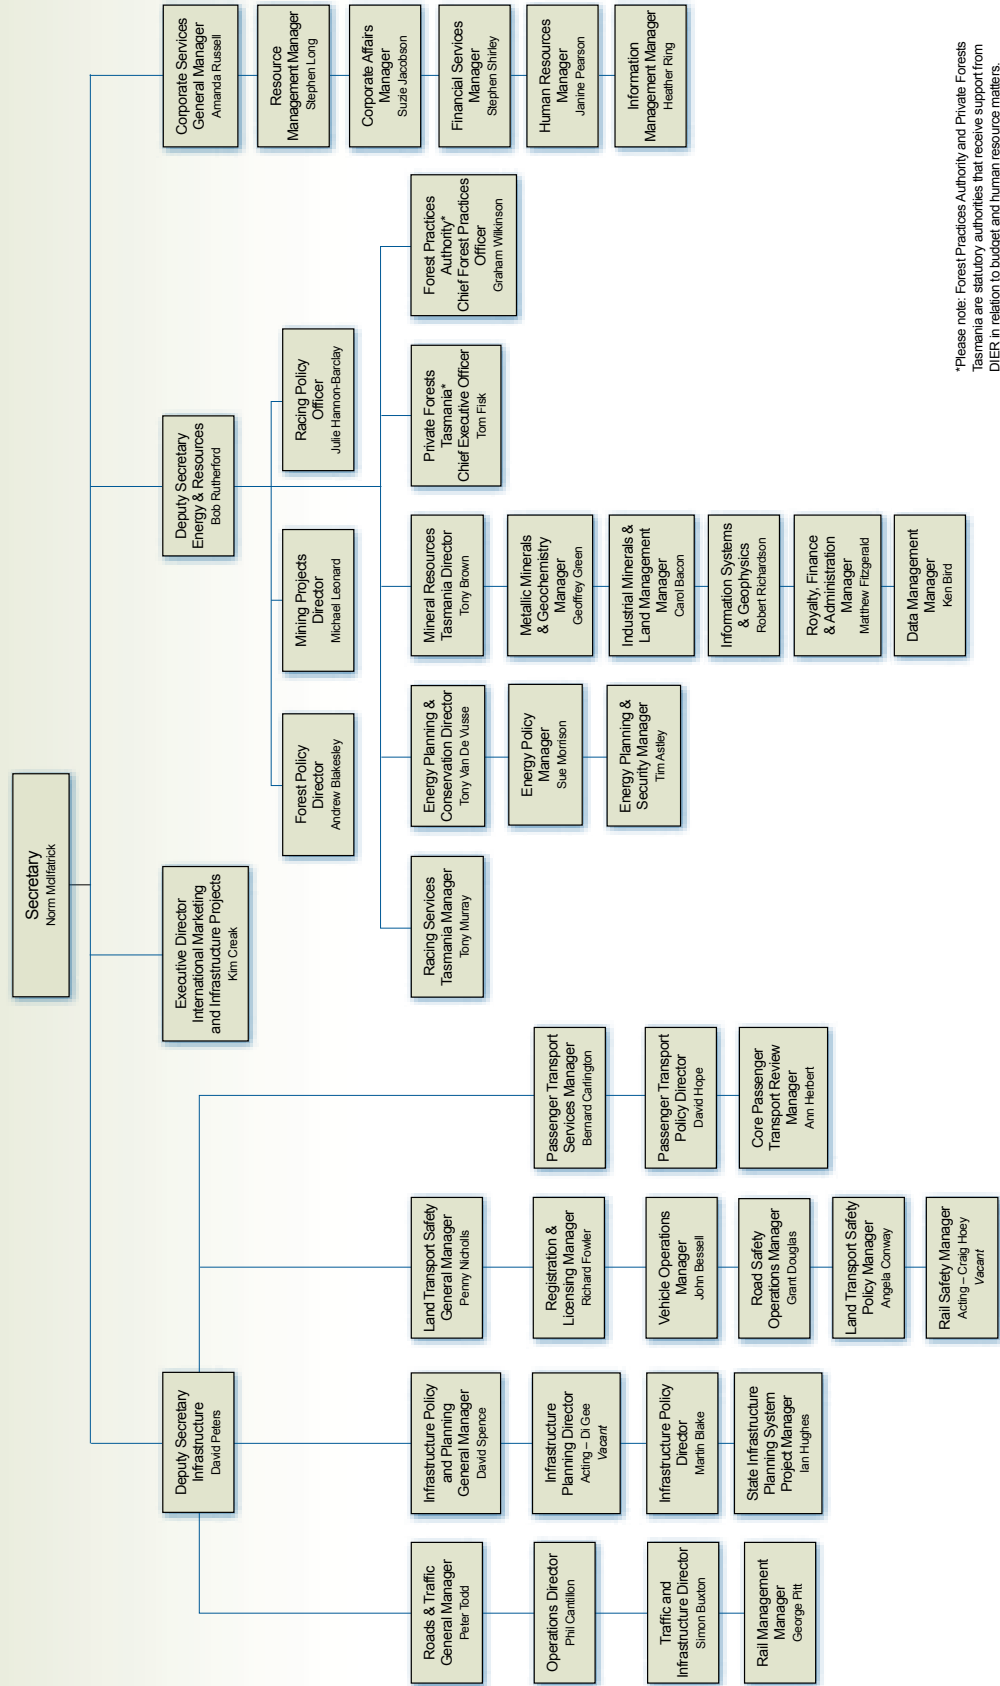 Secretary
Norm McIlfatrick
Deputy Secretary
Infrastructure
David Peters
Executive Director
International Marketing
and Infrastructure Projects
Kim Creak
Deputy Secretary
Energy & Resources
Bob Rutherford
Corporate Services
General Manager
Amanda Russell
Resource
Management Manager
Stephen Long
Corporate Affairs
Manager
Suzie Jacobson
Financial Services
Manager
Stephen Shirley
Human Resources
Manager
Janine Pearson
Information
Management Manager
Heather Ring
Forest Policy
Director
Andrew Blakesley
Mining Projects
Director
Michael Leonard
Racing Policy
Officer
Julie Hannon-Barclay
Roads & Traffic
General Manager
Peter Todd
Operations Director
Phil Cantillon
Traffic and
Infrastructure Director
Simon Buxton
Rail Management
Manager
George Pitt
Infrastructure Policy
and Planning
General Manager
David Spence
Infrastructure
Planning Director
Acting – Di Gee
Vacant
Infrastructure Policy
Director
Martin Blake
State Infrastructure
Planning System
Project Manager
Ian Hughes
Land Transport Safety
General Manager
Penny Nicholls
Registration &
Licensing Manager
Richard Fowler
Vehicle Operations
Manager
John Bessell
Road Safety
Operations Manager
Grant Douglas
Land Transport Safety
Policy Manager
Angela Conway
Rail Safety Manager
Acting – Craig Hoey
Vacant
Passenger Transport
Services Manager
Bernard Carlington
Passenger Transport
Policy Director
David Hope
Core Passenger
Transport Review
Manager
Ann Herbert
Racing Services
Tasmania Manager
Tony Murray
Energy Planning &
Conservation Director
Tony Van De Vusse
Energy Policy
Manager
Sue Morrison
Energy Planning &
Security Manager
Tim Astley
Mineral Resources
Tasmania Director
Tony Brown
Metallic Minerals
& Geochemistry
Manager
Geoffrey Green
Industrial Minerals &
Land Management
Manager
Carol Bacon
Information Systems
& Geophysics
Robert Richardson
Royalty, Finance
& Administration
Manager
Matthew Fitzgerald
Data Management
Manager
Ken Bird
Private Forests
Tasmania*
Chief Executive Officer
Tom Fisk
Forest Practices
Authority*
Chief Forest Practices
Officer
Graham Wilkinson
*Please note: Forest Practices Authority and Private Forests
Tasmania are statutory authorities that receive support from
DIER in relation to budget and human resource matters.